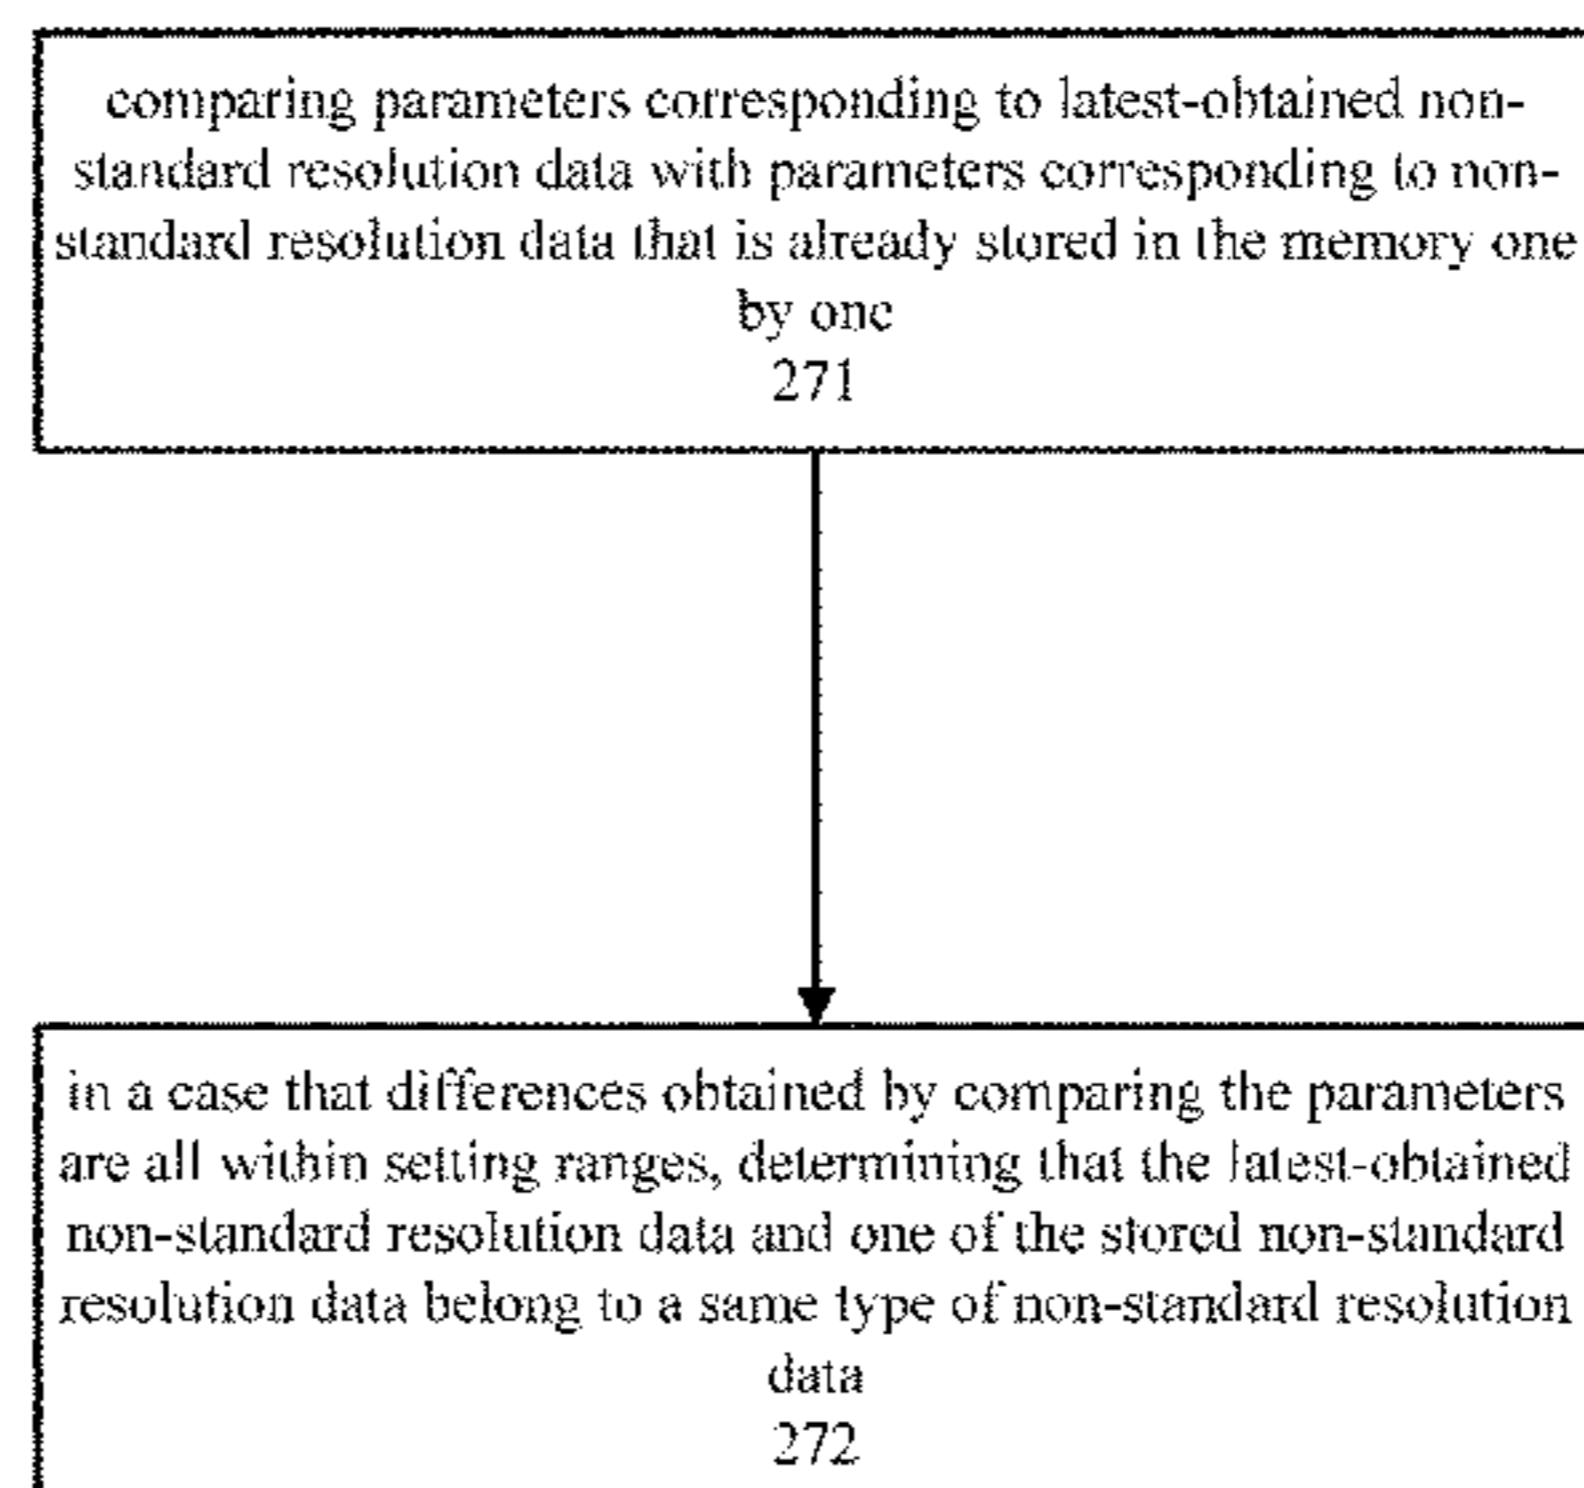 comparing parameters corresponding to latest-obtained non-
standard resolution data with parameters corresponding to non-
standard resolution data that is already stored in the memory one
by one
271
in a case that differences obtained by comparing the parameters
are all within setting ranges, determining that the latest-obtained
non-standard resolution data and one of the stored non-standard
resolution data belong to a same type of non-standard resolution
data
272